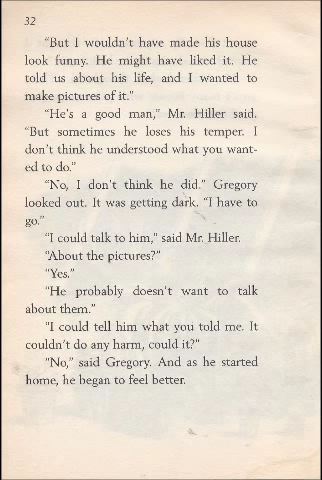 32
"But I wouldn't have made his house
look funny. He might have liked it. He
told us about his life, and I wanted to
make pictures of it."
"He's a good man," Mr. Hiller said.
"But sometimes he loses his temper. I
don't think he understood what you want-
ed to do."
"No, I don't think he did." Gregory
looked out. It was getting dark. "I have to
go."
"I could talk to him," said Mr. Hiller.
"About the pictures?"
"Yes."
"He probably doesn't want to talk
about them."
"I could tell him what you told me. It
couldn't do any harm, could it?"
"No," said Gregory. And as he started
home, he began to feel better.